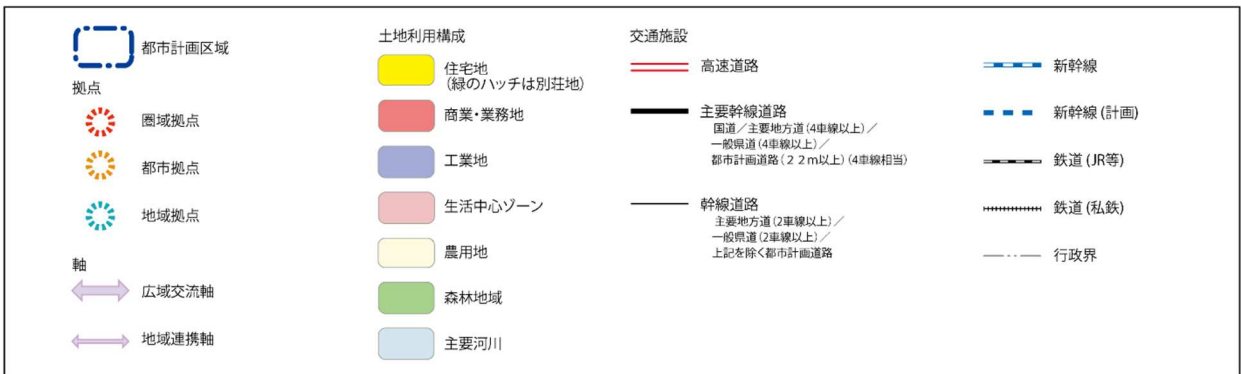 都市計画区域
拠点
圏域拠点
都市拠点
地域拠点
軸
広域交流軸
地域連携軸
土地利用構成
住宅地
(緑のハッチは別荘地)
商業・業務地
工業地
生活中心ゾーン
農用地
森林地域
主要河川
交通施設
高速道路
主要幹線道路
国道／主要地方道(4車線以上)／
一般県道(4車線以上)／
都市計画道路(２２ｍ以上)(4車線相当)
幹線道路
主要地方道(2車線以上)／
一般県道(2車線以上)／
上記を除く都市計画道路
新幹線
新幹線(計画)
鉄道(JR等)
鉄道(私鉄)
行政界